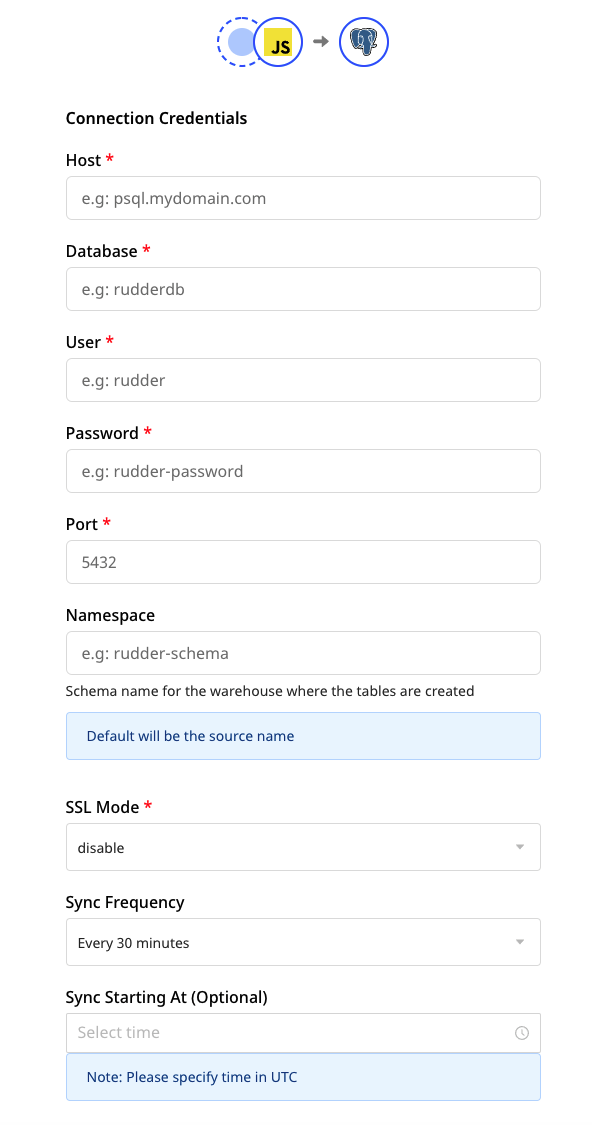 JS
Connection Credentials
Host *
e.g: psql.mydomain.com
Database *
e.g: rudderdb
User *
e.g: rudder
Password *
e.g: rudder-password
Port *
5432
Namespace
e.g: rudder-schema
Schema name for the warehouse where the tables are created
Default will be the source name
SSL Mode *
disable
Sync Frequency
Every 30 minutes
Sync Starting At (Optional)
Select time
Note: Please specify time in UTC